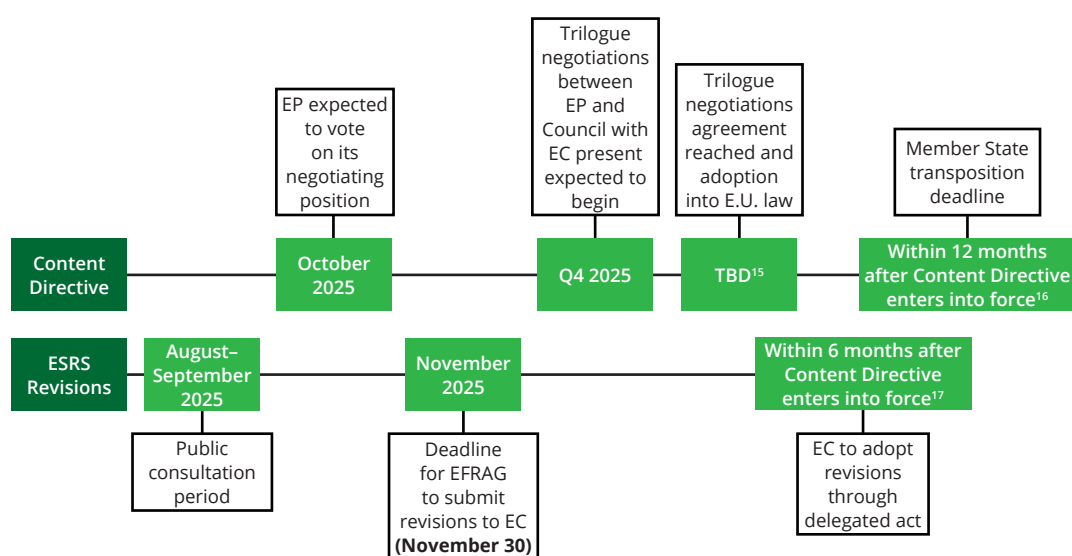 Trilogue
negotiations
between
EP and
Council with
EC present
expected to
begin
Trilogue
negotiations
agreement
reached and
adoption
into E.U. law
EP expected
to vote
on its
negotiating
position
Member State
transposition
deadline
Content
Directive
October
2025
Q4 2025
TBD¹⁵
Within 12 months
after Content Directive
enters into force¹⁶
ESRS
Revisions
August–
September
2025
November
2025
Within 6 months after
Content Directive
enters into force¹⁷
Public
consultation
period
Deadline
for EFRAG
to submit
revisions to EC
(November 30)
EC to adopt
revisions
through
delegated act